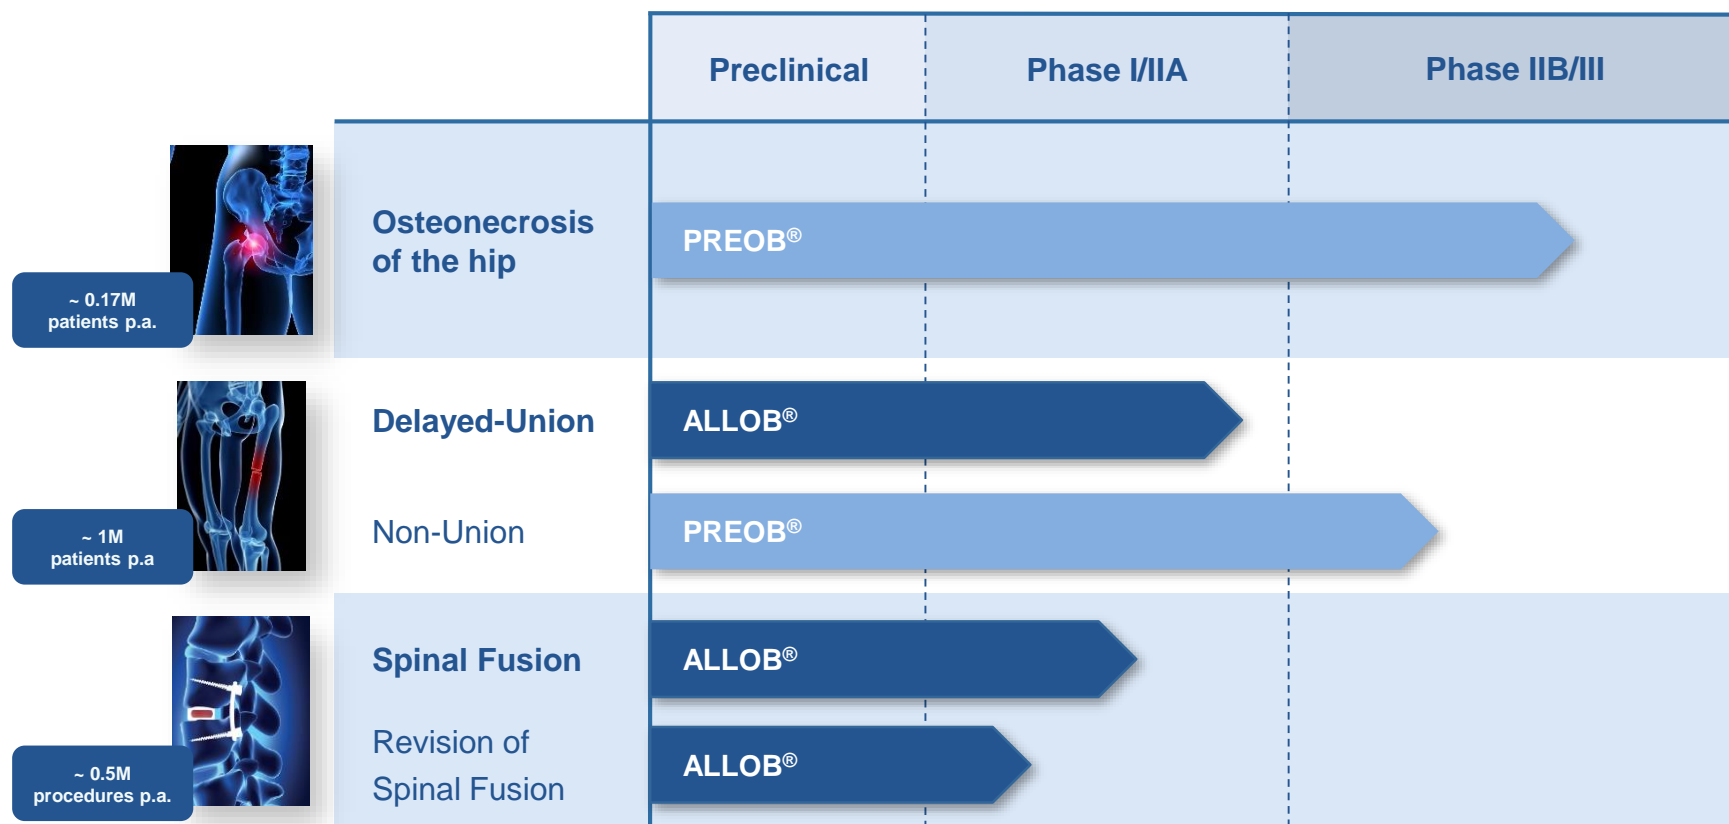 Preclinical
Phase I/IIA
Phase IIB/III
Osteonecrosis
of the hip
PREOB®
~ 0.17M
patients p.a.
Delayed-Union
ALLOB®
Non-Union
PREOB®
~ 1M
patients p.a
Spinal Fusion
ALLOB®
Revision of
Spinal Fusion
ALLOB®
~ 0.5M
procedures p.a.